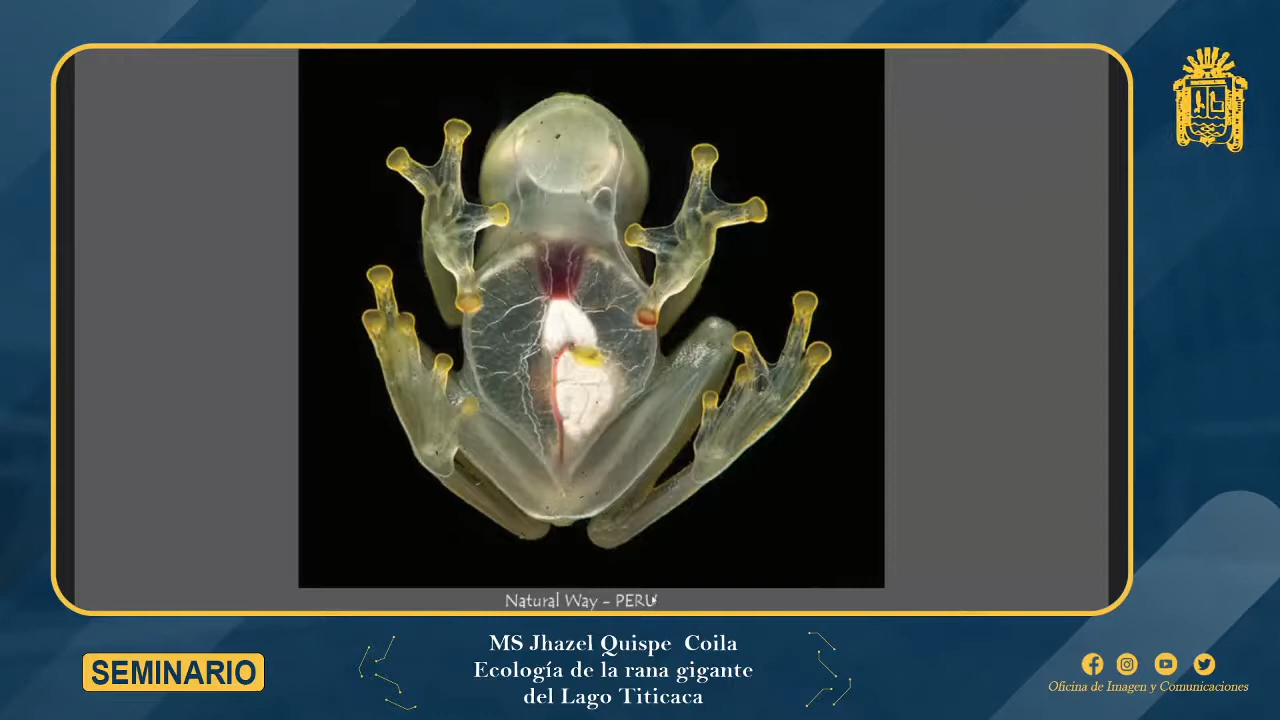 Natural Way - PERU
SEMINARIO
MS Jhazel Quispe Coila
Ecología de la rana gigante
del Lago Titicaca
Oficina de Imagen y Comunicaciones